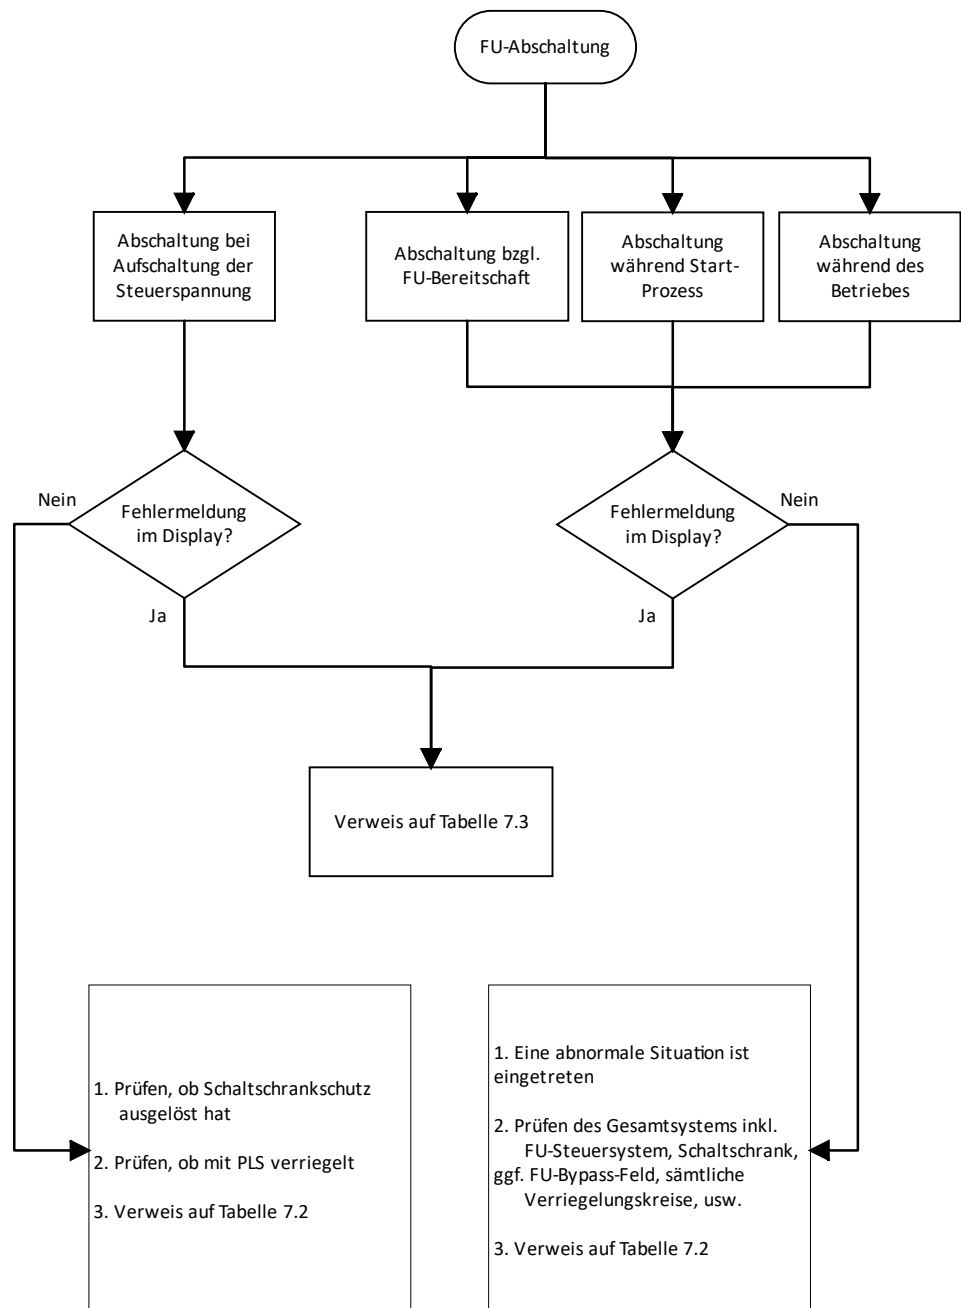 FU-Abschaltung
Abschaltung bei
Aufschaltung der
Steuerspannung
Abschaltung bzgl.
FU-Bereitschaft
Abschaltung
während Start-
Prozess
Abschaltung
während des
Betriebes
Nein
Fehlermeldung
im Display?
Ja
Fehlermeldung
im Display?
Nein
Ja
Verweis auf Tabelle 7.3
1. Prüfen, ob Schaltschrankschutz
ausgelöst hat
2. Prüfen, ob mit PLS verriegelt
3. Verweis auf Tabelle 7.2
1. Eine abnormale Situation ist
eingetreten
2. Prüfen des Gesamtsystems inkl.
FU-Steuersystem, Schaltschrank,
ggf. FU-Bypass-Feld, sämtliche
Verriegelungskreise, usw.
3. Verweis auf Tabelle 7.2